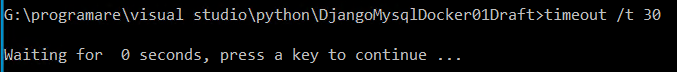 G:\programare\visual studio\python\DjangoMysqlDocker01Draft>timeout /t 30
Waiting for  0 seconds, press a key to continue ...